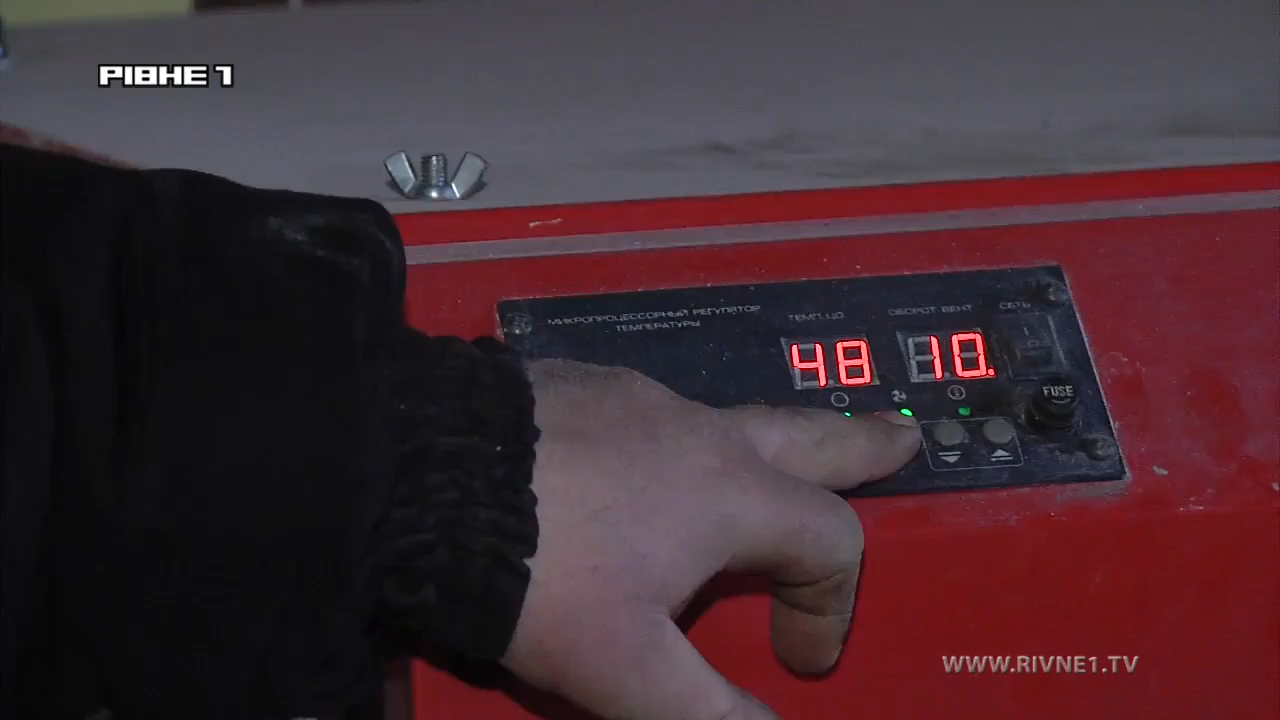 РІВНЕ 1
МИКРОПРОЦЕССОРНЫЙ РЕГУЛЯТОР
ТЕМПЕРАТУРЫ
ТЕМП.ЦО
ОБОРОТ ВЕНТ
СЕТЬ
48
10.
FUSE
WWW.RIVNE1.TV